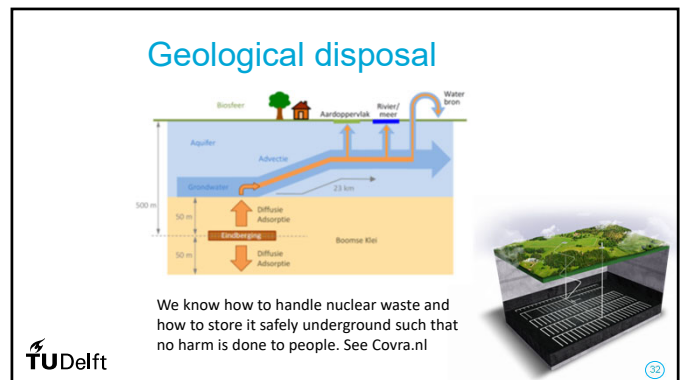 Geological disposal
Biosfeer
Aardoppervlak
Rivier/
meer
Water
bron
Aquifer
Advectie
Grondwater
23 km
500 m
50 m
Diffusie
Adsorptie
Eindberging
Boomse Klei
50 m
Diffusie
Adsorptie
We know how to handle nuclear waste and
how to store it safely underground such that
no harm is done to people. See Covra.nl
TUDelft
32